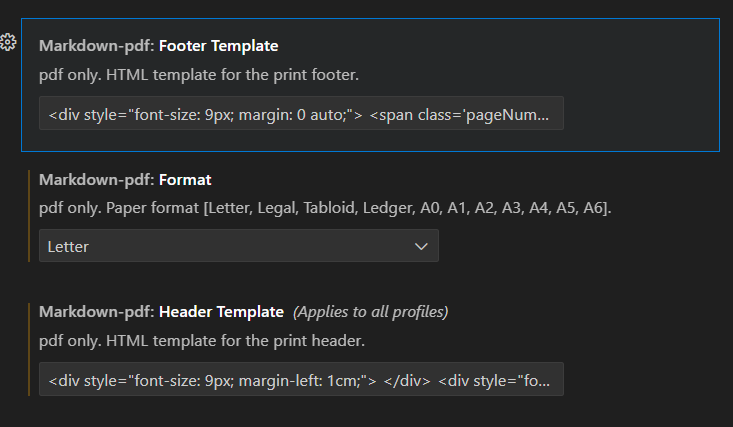 Markdown-pdf: Footer Template
pdf only. HTML template for the print footer.
<div style="font-size: 9px; margin: 0 auto;"> <span class='pageNum...
Markdown-pdf: Format
pdf only. Paper format [Letter, Legal, Tabloid, Ledger, A0, A1, A2, A3, A4, A5, A6].
Letter
Markdown-pdf: Header Template (Applies to all profiles)
pdf only. HTML template for the print header.
<div style="font-size: 9px; margin-left: 1cm;"> </div> <div style="fo...